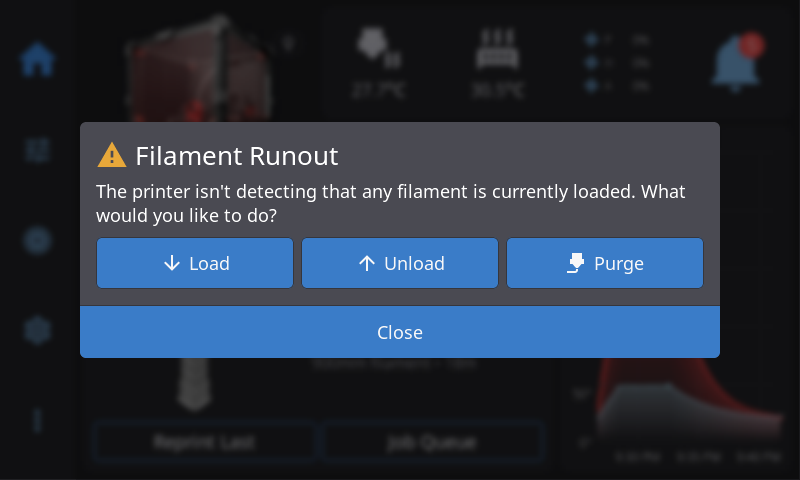 27.7°C
30.5°C
Filament Runout
The printer isn't detecting that any filament is currently loaded. What
would you like to do?
Load
Unload
Purge
Close
Reprint Last
Job Queue